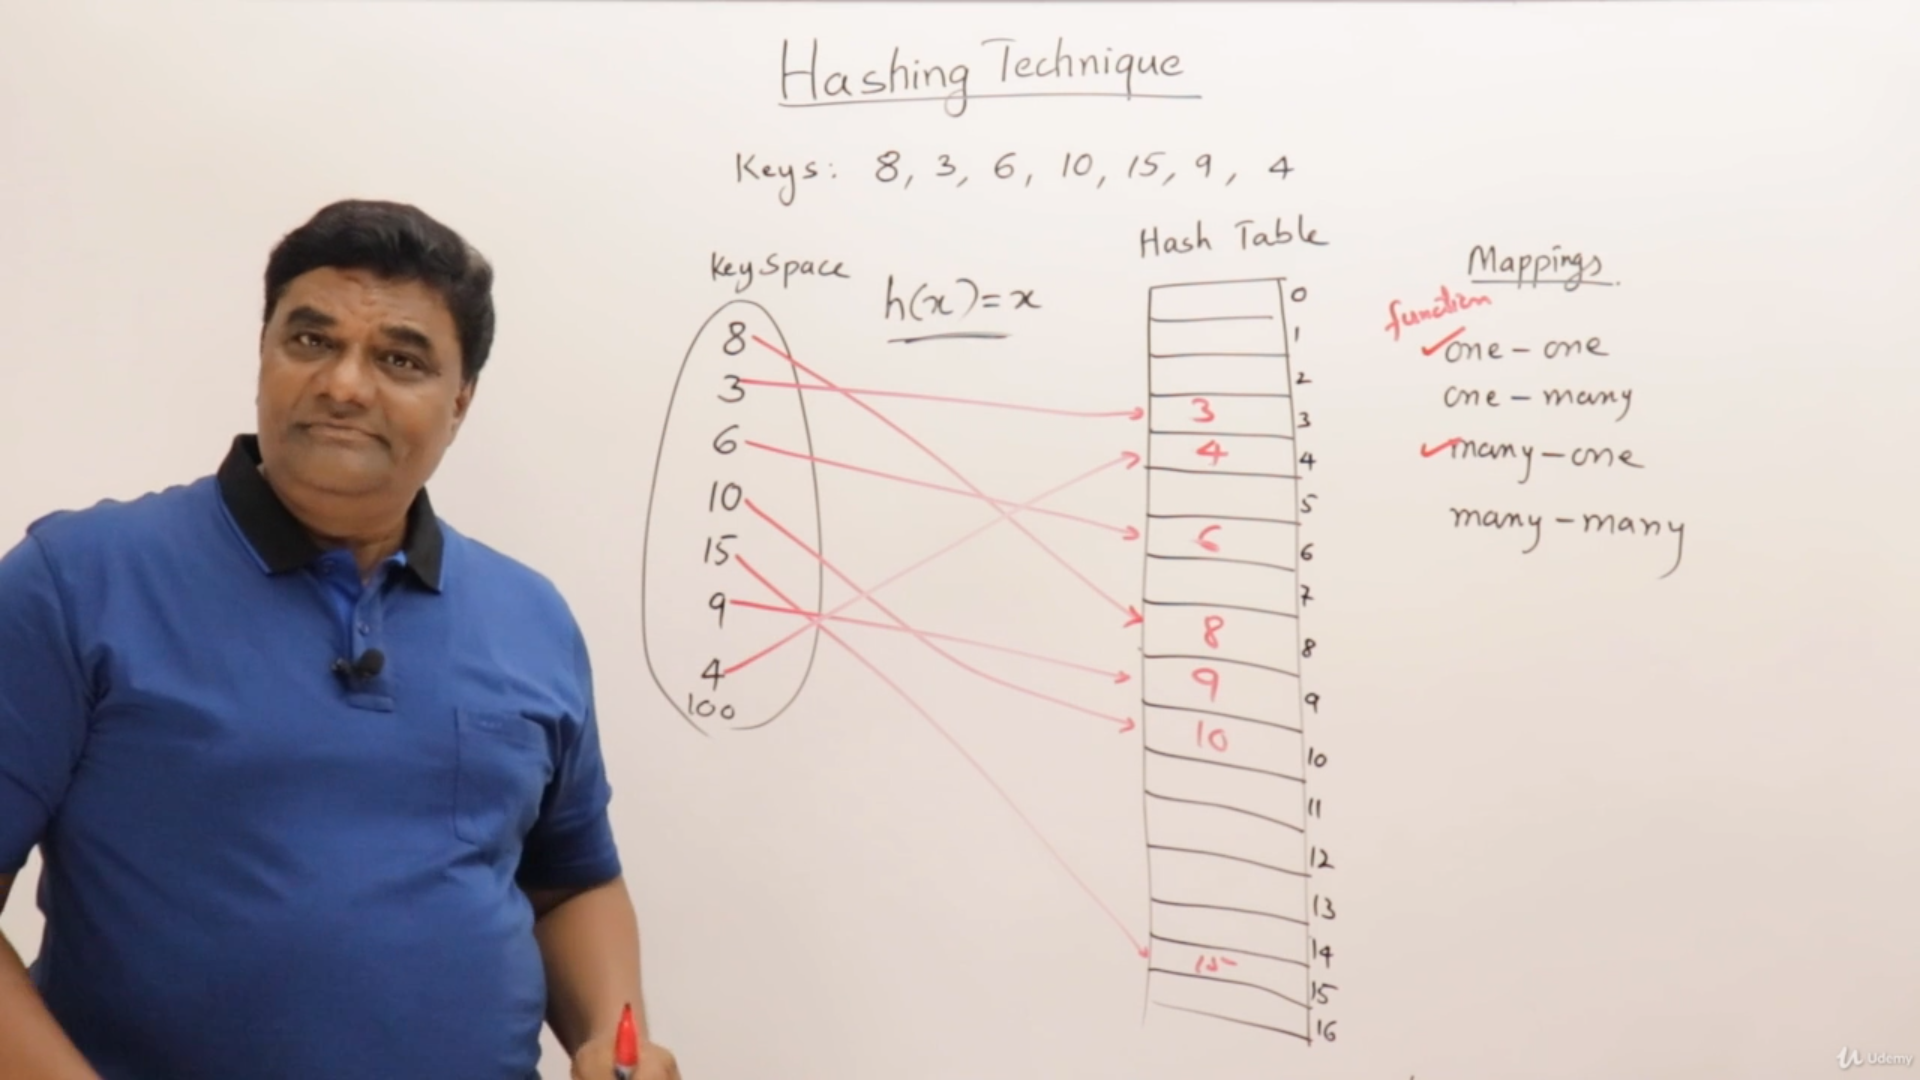 Hashing Technique
Keys: 8, 3, 6, 10, 15, 9, 4
Key Space
h(x)=x
8
3
6
10
15
9
4
100
Hash Table
0
1
2
3 3
4 4
5
6 6
7
8 8
9 9
10 10
11
12
13
14
15 15
16
Mappings
function
✓one - one
one - many
✓many - one
many - many
Udemy